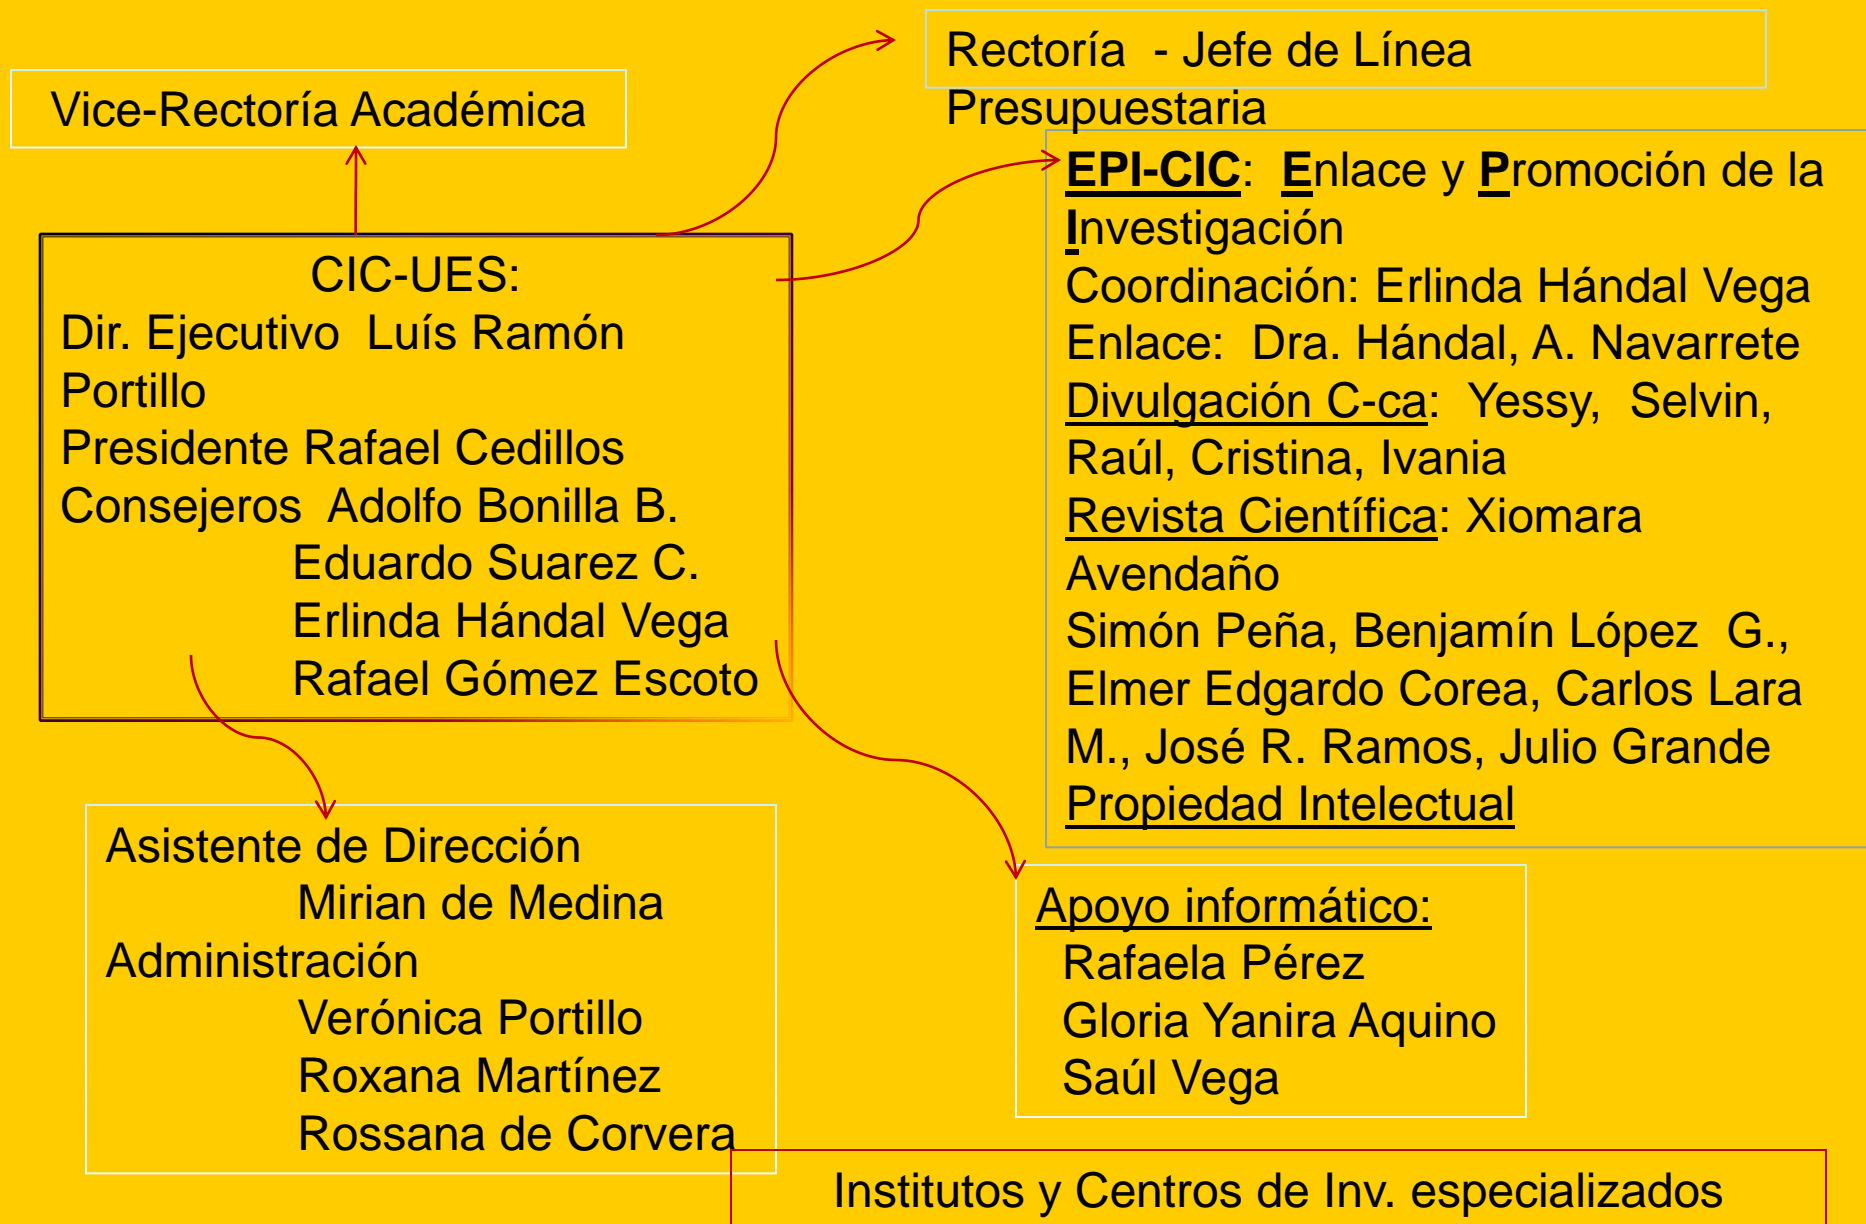 Vice-Rectoría Académica
Rectoría - Jefe de Línea
Presupuestaria
CIC-UES:
Dir. Ejecutivo Luís Ramón
Portillo
Presidente Rafael Cedillos
Consejeros Adolfo Bonilla B.
Eduardo Suarez C.
Erlinda Hándal Vega
Rafael Gómez Escoto
EPI-CIC: Enlace y Promoción de la
Investigación
Coordinación: Erlinda Hándal Vega
Enlace: Dra. Hándal, A. Navarrete
Divulgación C-ca: Yessy, Selvin,
Raúl, Cristina, Ivania
Revista Científica: Xiomara
Avendaño
Simón Peña, Benjamín López G.,
Elmer Edgardo Corea, Carlos Lara
M., José R. Ramos, Julio Grande
Propiedad Intelectual
Asistente de Dirección
Mirian de Medina
Administración
Verónica Portillo
Roxana Martínez
Rossana de Corvera
Apoyo informático:
Rafaela Pérez
Gloria Yanira Aquino
Saúl Vega
Institutos y Centros de Inv. especializados